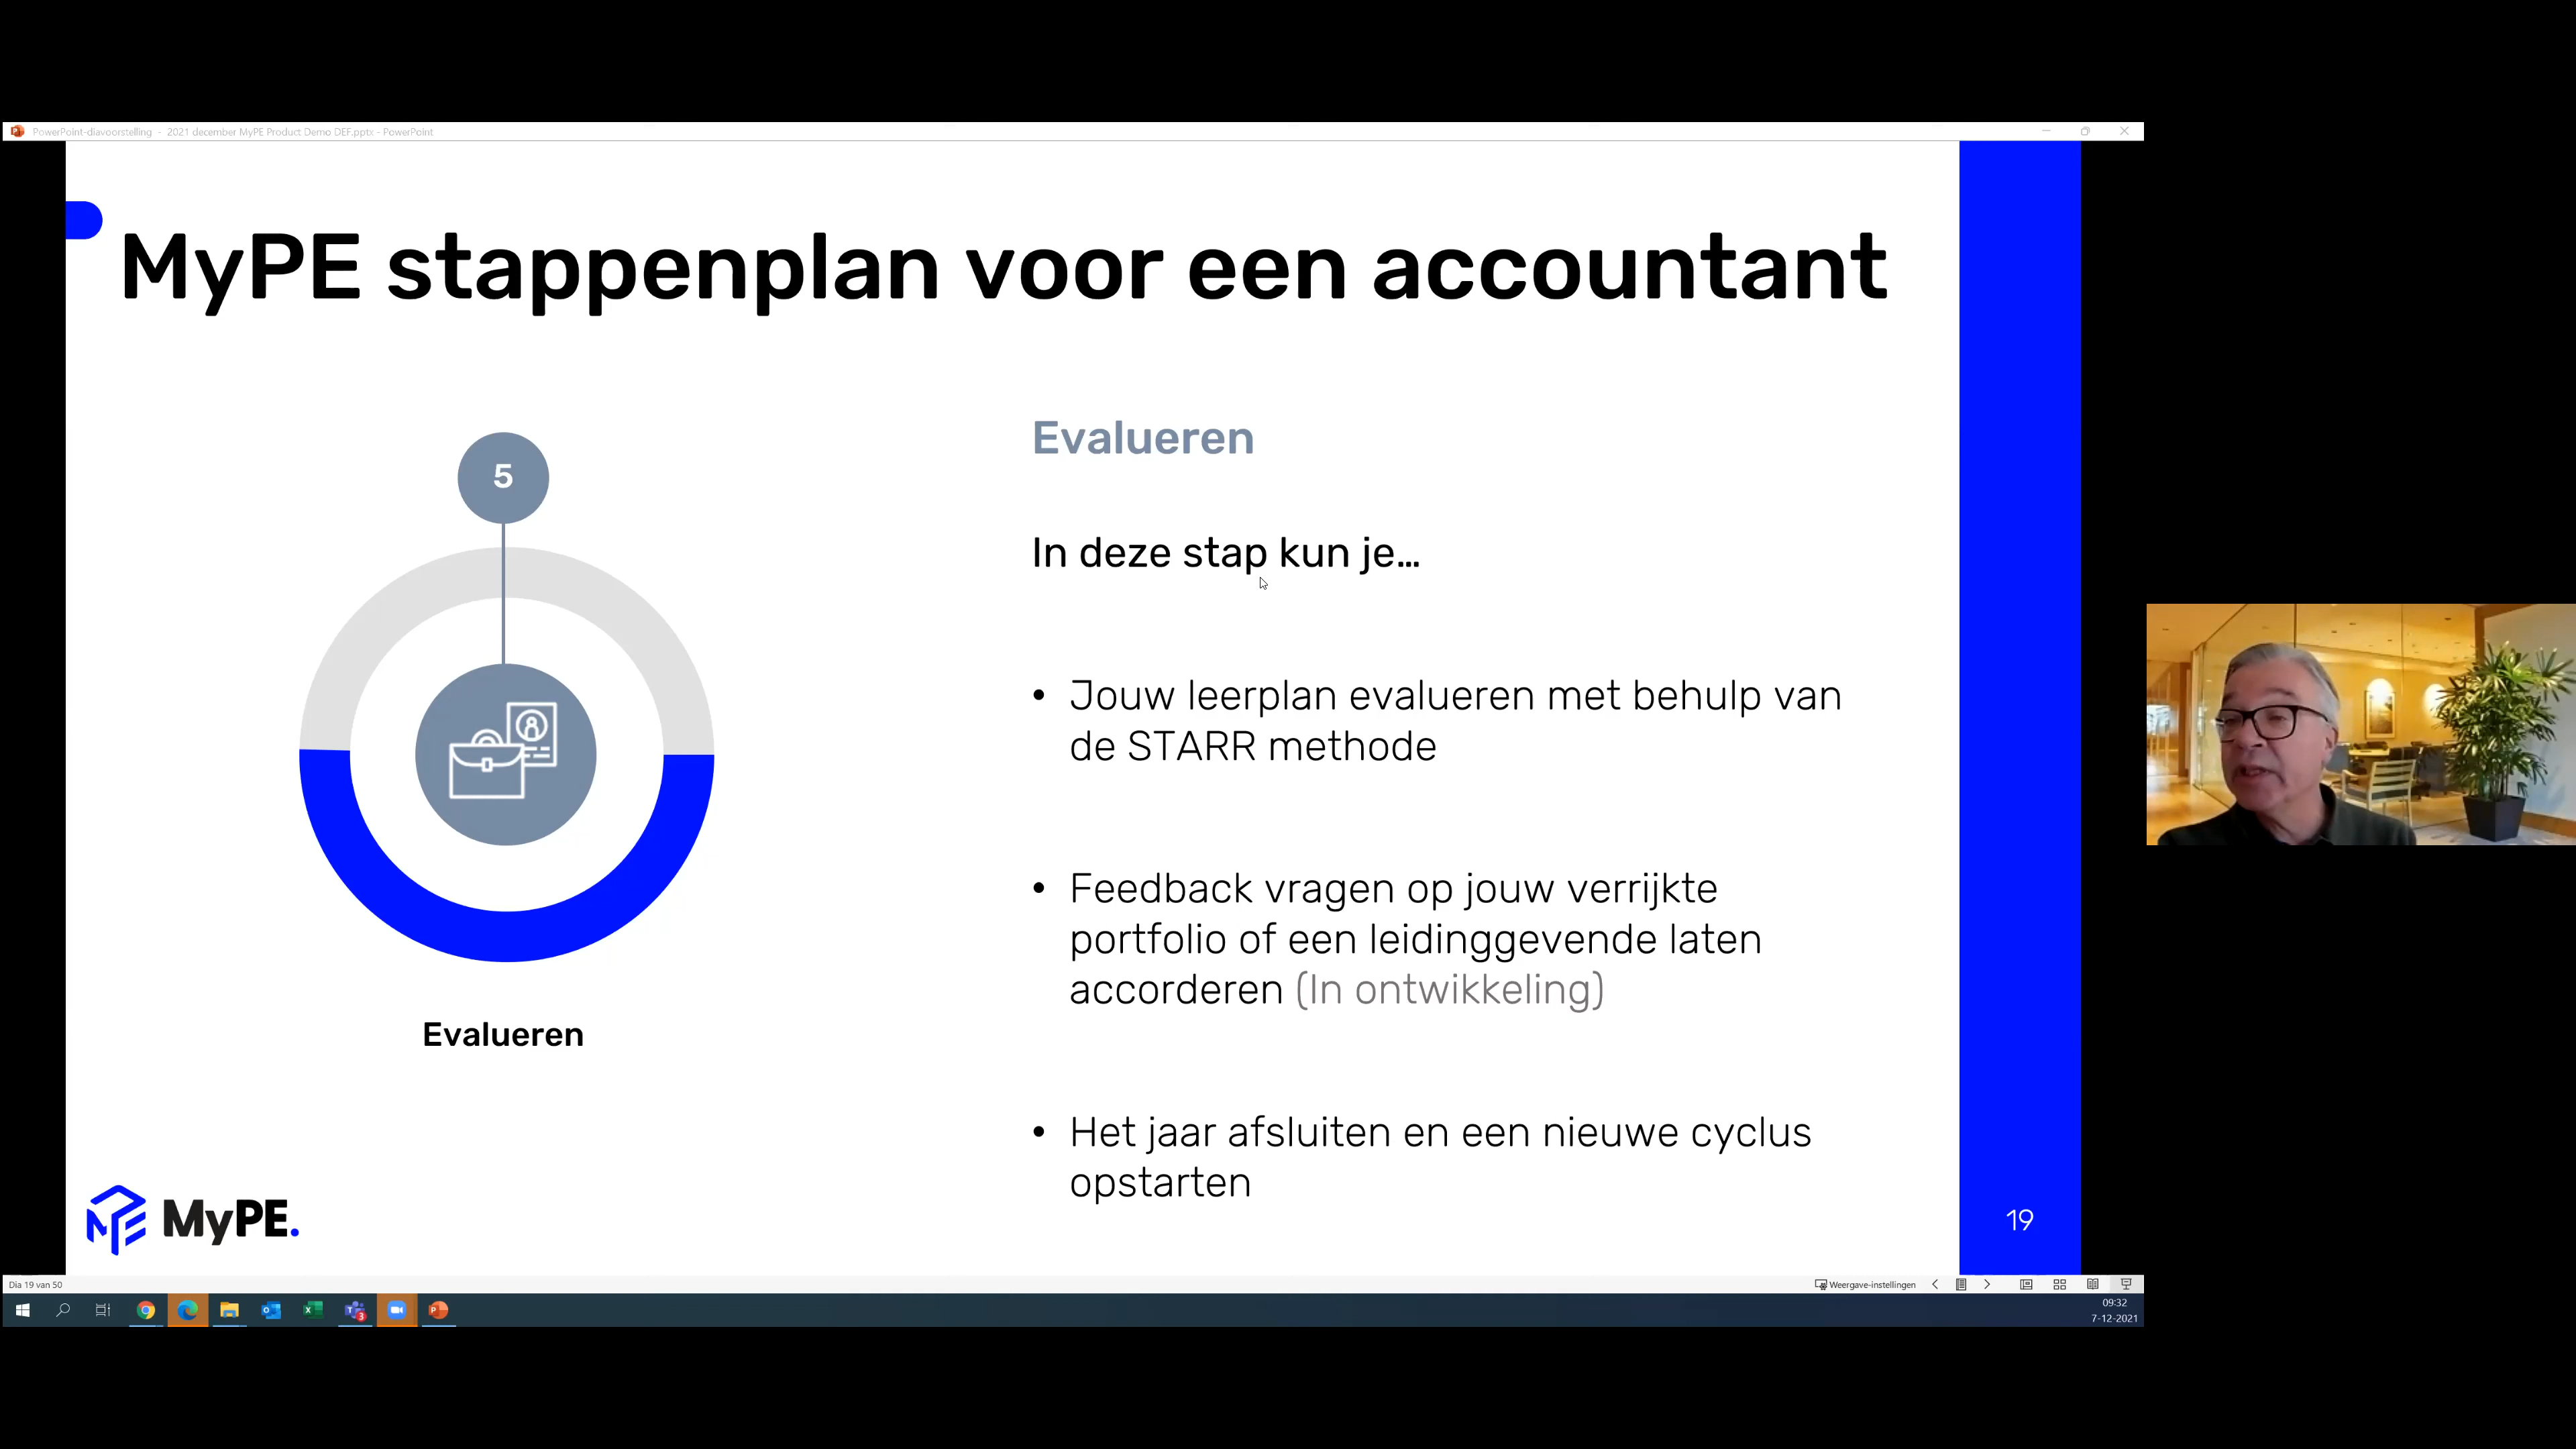 PowerPoint-diavoorstelling - 2021 december MyPE Product Demo DEF.pptx - PowerPoint
MyPE stappenplan voor een accountant
5
Evalueren
Evalueren
In deze stap kun je...
• Jouw leerplan evalueren met behulp van
de STARR methode
• Feedback vragen op jouw verrijkte
portfolio of een leidinggevende laten
accorderen (In ontwikkeling)
• Het jaar afsluiten en een nieuwe cyclus
opstarten
MyPE.
19
Dia 19 van 50
Weergave-instellingen
3
09:32
7-12-2021